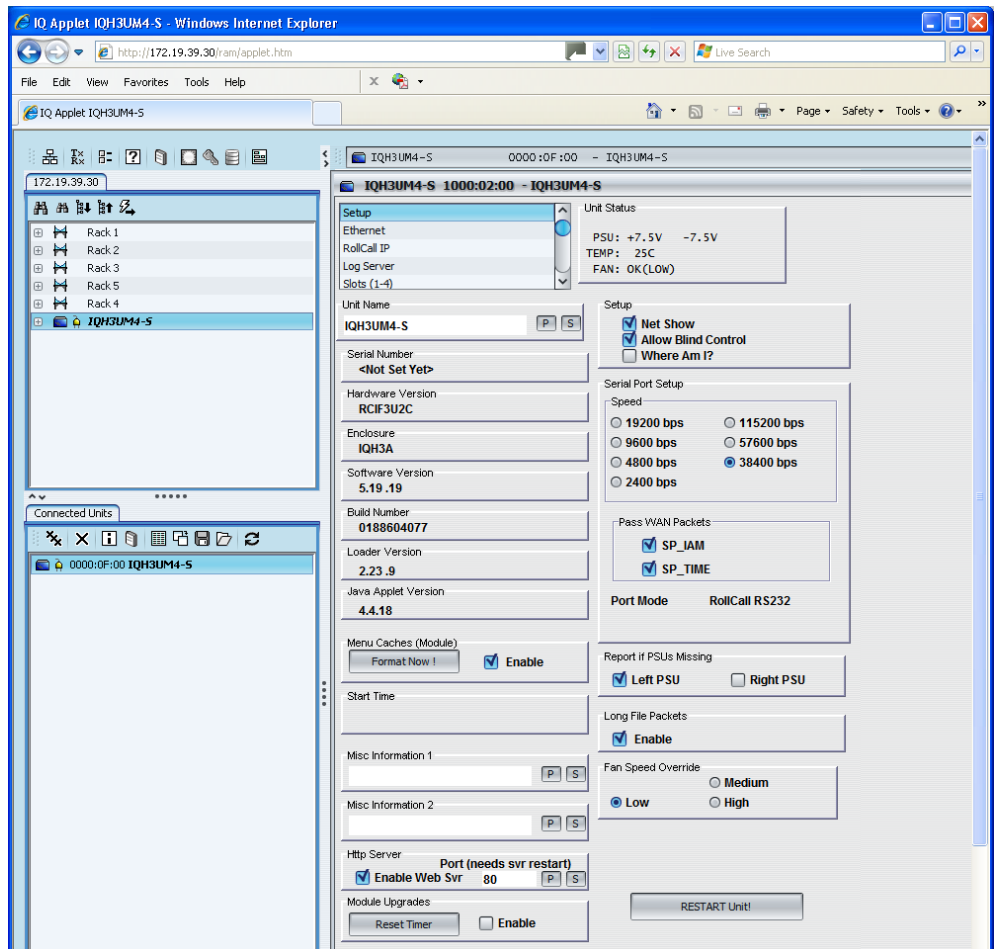 IQ Applet IQH3UM4-S - Windows Internet Explorer
http://172.19.39.30/ram/applet.htm
Live Search
File Edit View Favorites Tools Help
X
IQ Applet IQH3UM4-S
Page Safety Tools
172.19.39.30
Rack 1
Rack 2
Rack 3
Rack 5
Rack 4
IQH3UM4-S
Connected Units
0000:0F:00 IQH3UM4-S
IQH3UM4-S 0000:0F:00 - IQH3UM4-S
IQH3UM4-S 1000:02:00 - IQH3UM4-S
Setup
Ethernet
RollCall IP
Log Server
Slots (1-4)
Unit Status
PSU: +7.5V -7.5V
TEMP: 25C
FAN: OK(LOW)
Unit Name
IQH3UM4-S P S
Serial Number
<Not Set Yet>
Hardware Version
RCIF3U2C
Enclosure
IQH3A
Software Version
5.19 .19
Build Number
0188604077
Loader Version
2.23 .9
Java Applet Version
4.4.18
Menu Caches (Module)
Format Now ! Enable
Start Time
Misc Information 1
P S
Misc Information 2
P S
Http Server
Port (needs svr restart)
Enable Web Svr 80 P S
Module Upgrades
Reset Timer Enable
Setup
Net Show
Allow Blind Control
Where Am I?
Serial Port Setup
Speed
19200 bps 115200 bps
9600 bps 57600 bps
4800 bps 38400 bps
2400 bps
Pass WAN Packets
SP_IAM
SP_TIME
Port Mode RollCall RS232
Report if PSUs Missing
Left PSU Right PSU
Long File Packets
Enable
Fan Speed Override
Medium
Low High
RESTART Unit!